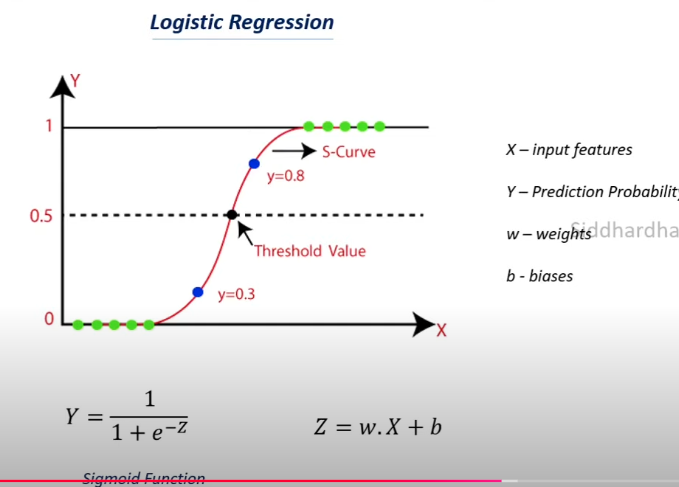 Logistic Regression
Y
1
S-Curve
y=0.8
0.5
Threshold Value
y=0.3
0
X
X – input features
Y – Prediction Probability
w – weights
Siddhardha
b - biases
Y = 1 / (1 + e^{-Z})
Z = w. X + b
Sigmoid Function